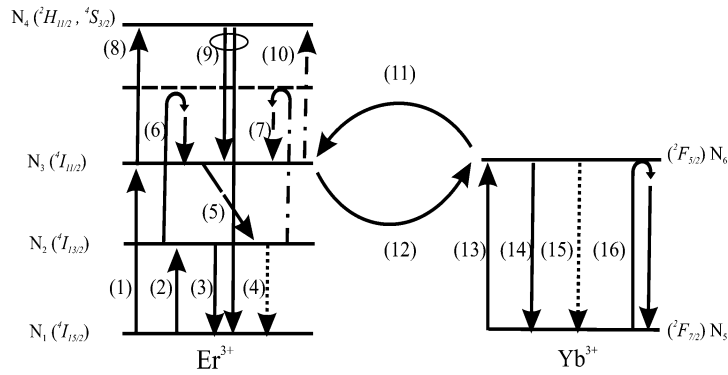 N₄ (²H₁₁/₂ , ⁴S₃/₂)
(8) (9) (10)
(11)
(6) (7)
N₃ (⁴I₁₁/₂)
(²F₅/₂) N₆
(5)
N₂ (⁴I₁₃/₂)
(12)
(13) (14) (15) (16)
(1) (2) (3) (4)
N₁ (⁴I₁₅/₂)
(²F₇/₂) N₅
Er³⁺
Yb³⁺